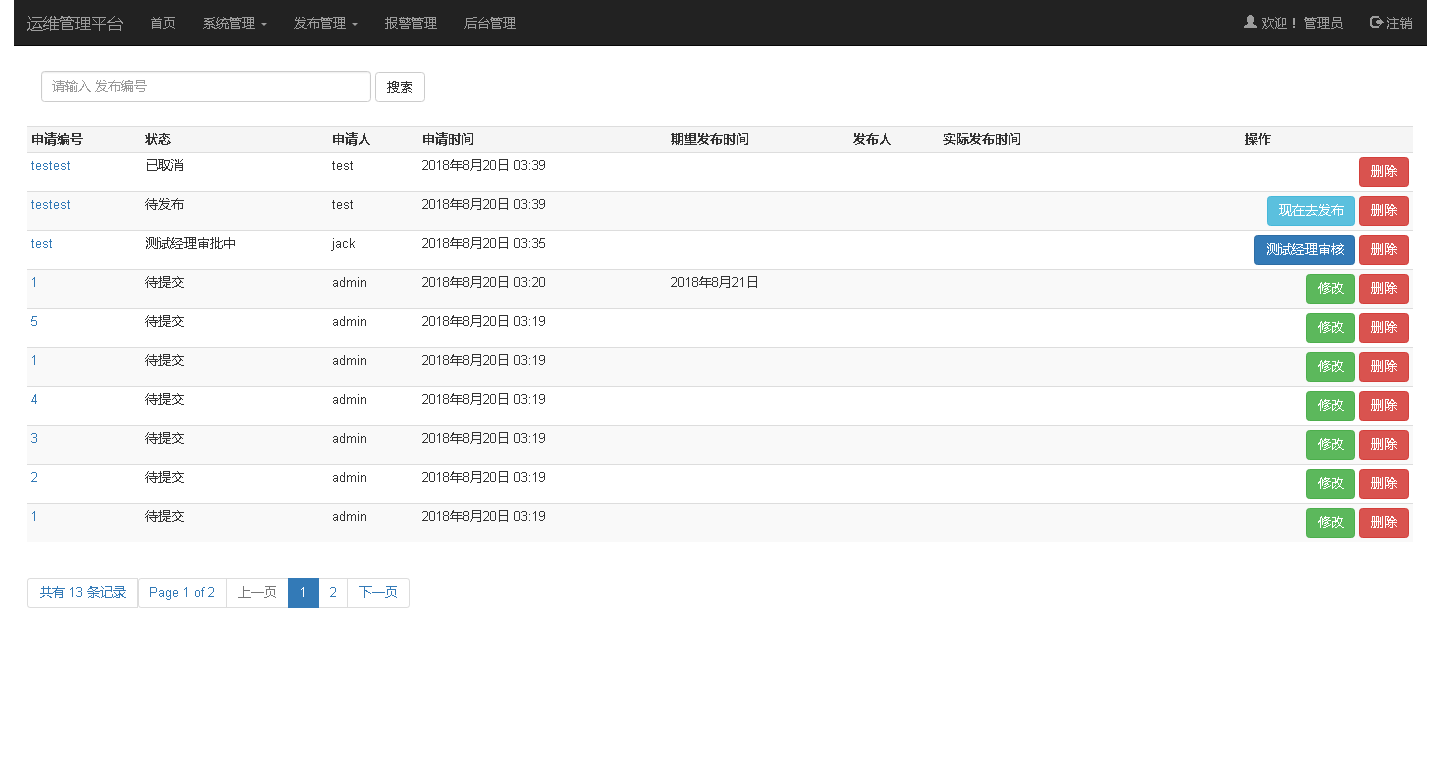 运维管理平台 首页 系统管理 发布管理 报警管理 后台管理 欢迎！ 管理员 注销
请输入 发布编号 搜索
申请编号 状态 申请人 申请时间 期望发布时间 发布人 实际发布时间 操作
testest 已取消 test 2018年8月20日 03:39 删除
testest 待发布 test 2018年8月20日 03:39 现在去发布 删除
test 测试经理审批中 jack 2018年8月20日 03:35 测试经理审核 删除
1 待提交 admin 2018年8月20日 03:20 2018年8月21日 修改 删除
5 待提交 admin 2018年8月20日 03:19 修改 删除
1 待提交 admin 2018年8月20日 03:19 修改 删除
4 待提交 admin 2018年8月20日 03:19 修改 删除
3 待提交 admin 2018年8月20日 03:19 修改 删除
2 待提交 admin 2018年8月20日 03:19 修改 删除
1 待提交 admin 2018年8月20日 03:19 修改 删除
共有 13 条记录 Page 1 of 2 上一页 1 2 下一页